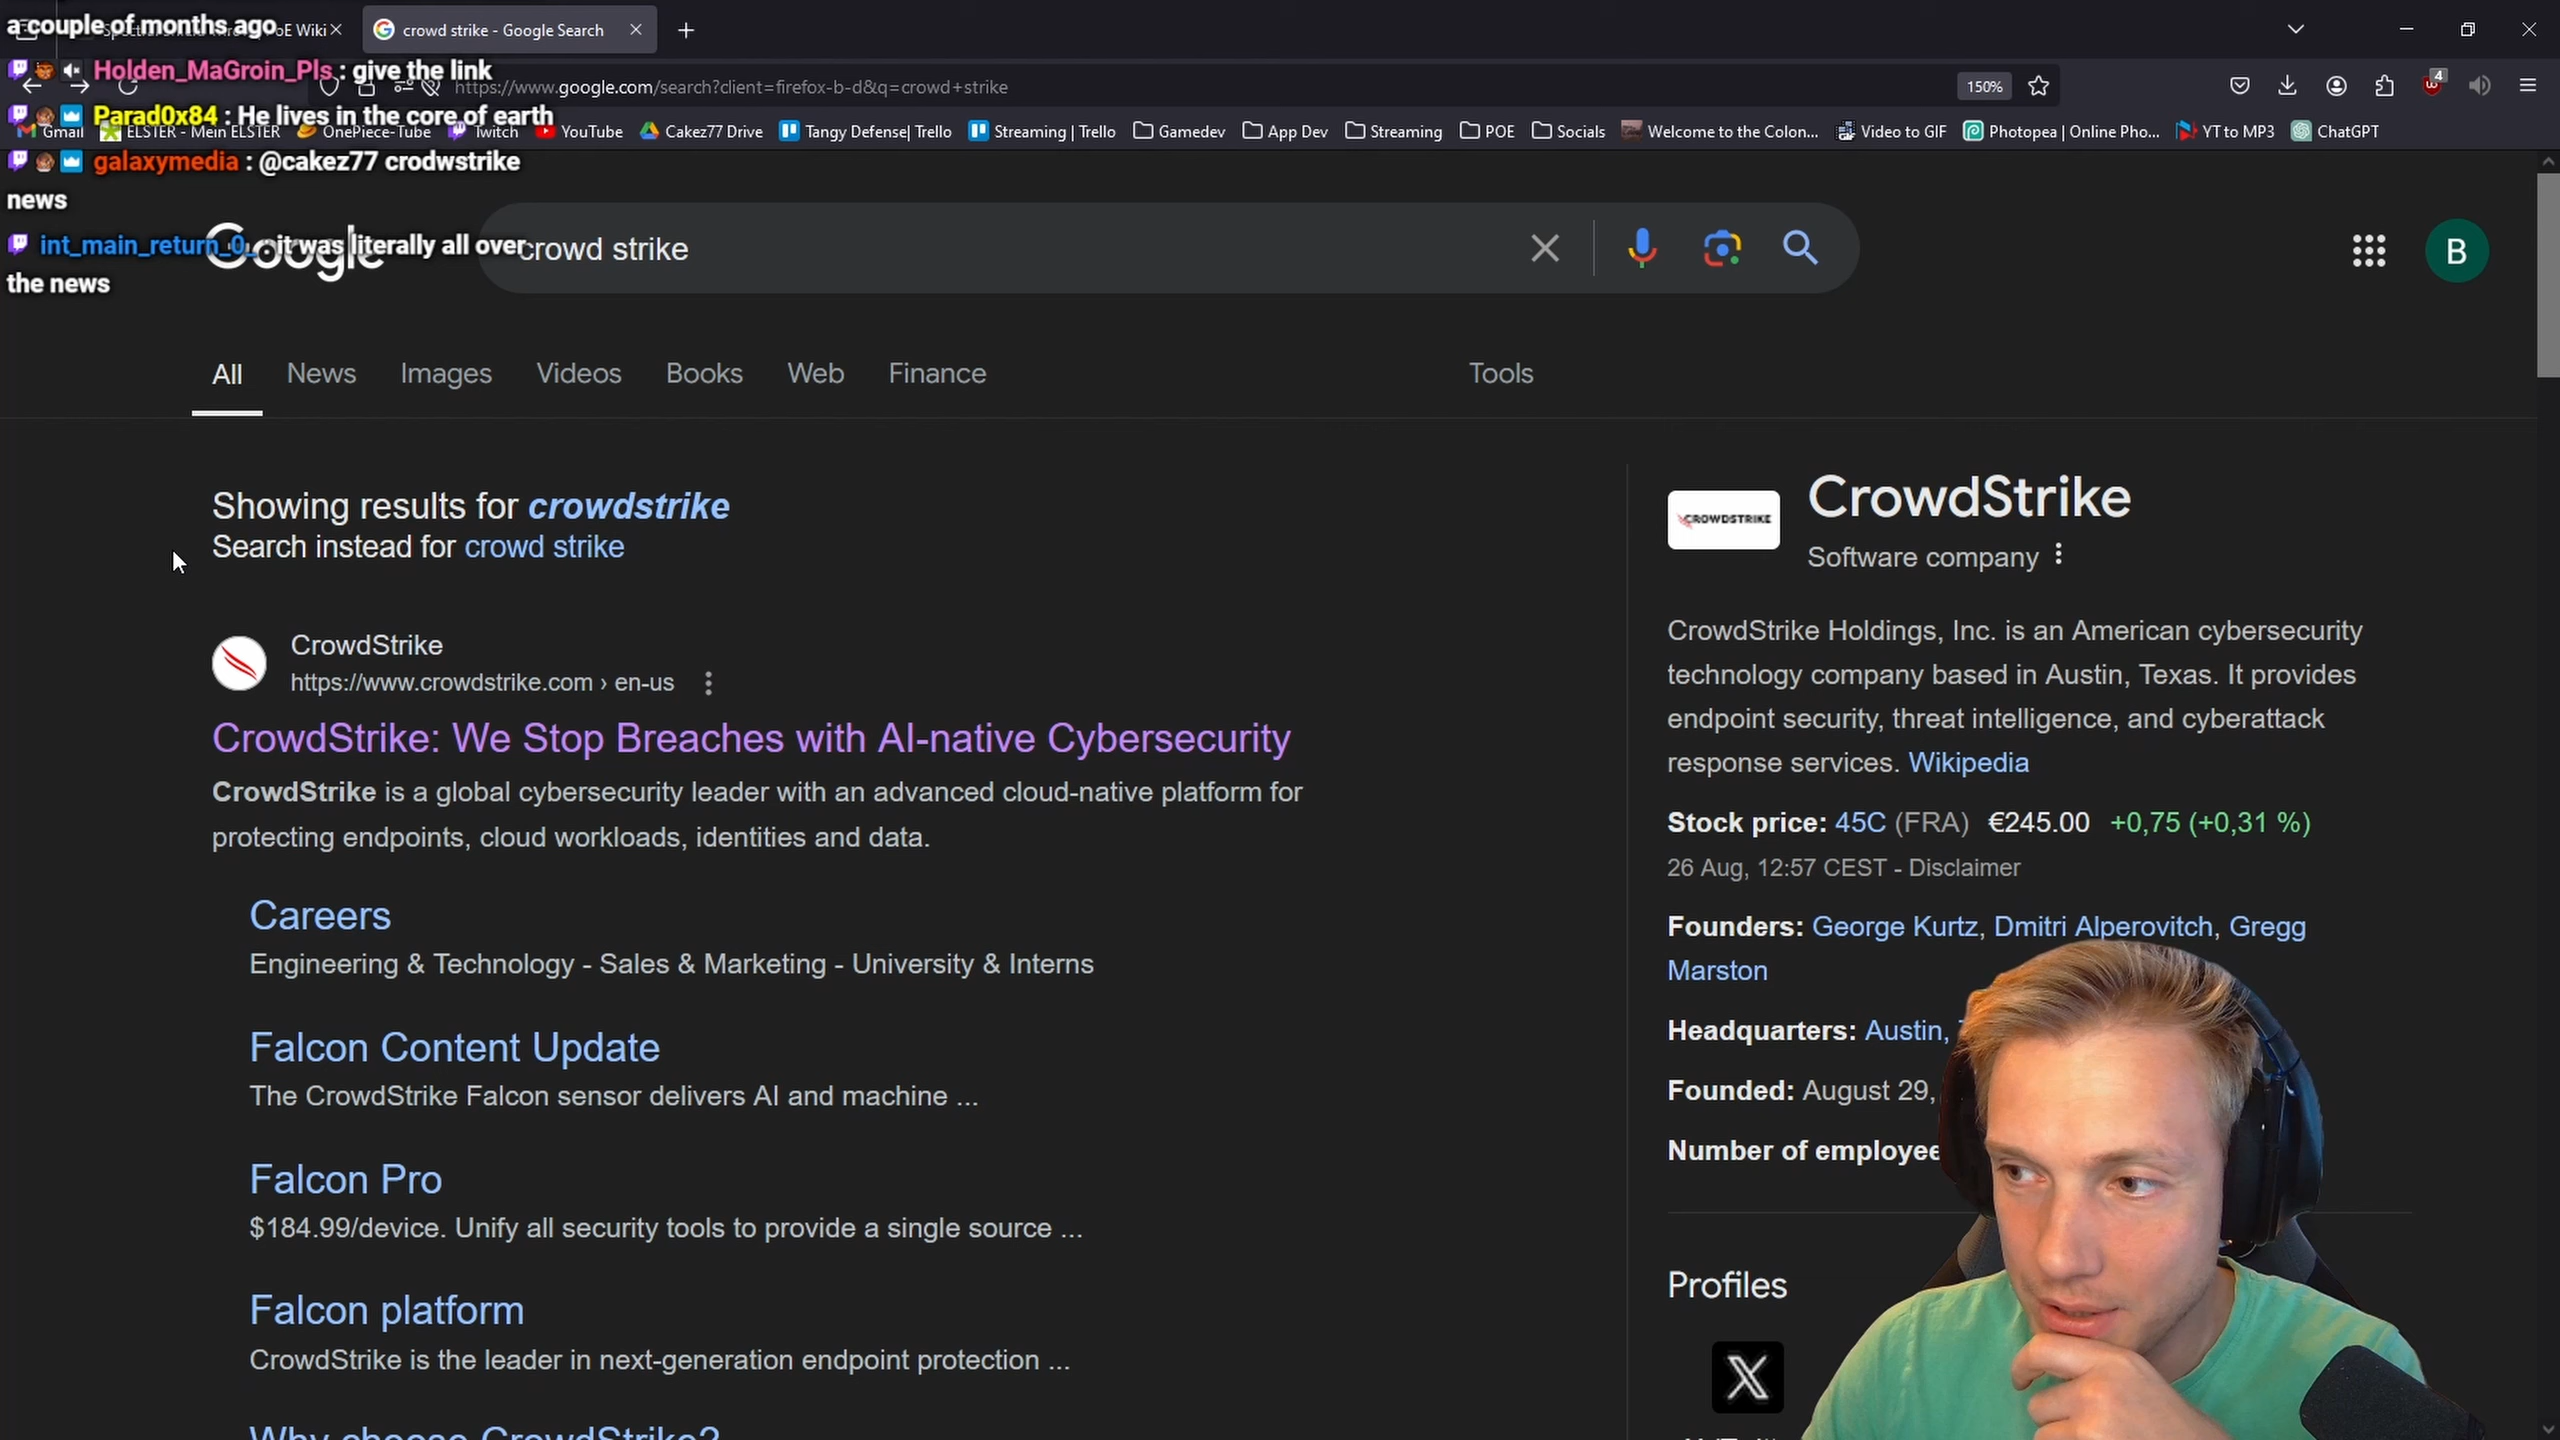 a couple of months ago
oE Wiki
crowd strike - Google Search
Holden_MaGroin_Pls : give the link
https://www.google.com/search?client=firefox-b-d&q=crowd+strike
150%
4
Parad0x84 : He lives in the core of earth
Gmail
ELSTER - Mein ELSTER
OnePiece-Tube
Twitch
YouTube
Cakez77 Drive
Tangy Defense| Trello
Streaming | Trello
Gamedev
App Dev
Streaming
POE
Socials
Welcome to the Colon...
Video to GIF
Photopea | Online Pho...
YT to MP3
ChatGPT
galaxymedia : @cakez77 crodwstrike
news
int_main_return_0_ : it was literally all over
the news
Google
crowd strike
B
All
News
Images
Videos
Books
Web
Finance
Tools
Showing results for crowdstrike
Search instead for crowd strike
CrowdStrike
https://www.crowdstrike.com › en-us
CrowdStrike: We Stop Breaches with AI-native Cybersecurity
CrowdStrike is a global cybersecurity leader with an advanced cloud-native platform for
protecting endpoints, cloud workloads, identities and data.
Careers
Engineering & Technology - Sales & Marketing - University & Interns
Falcon Content Update
The CrowdStrike Falcon sensor delivers AI and machine ...
Falcon Pro
$184.99/device. Unify all security tools to provide a single source ...
Falcon platform
CrowdStrike is the leader in next-generation endpoint protection ...
Why choose CrowdStrike?
CROWDSTRIKE
CrowdStrike
Software company
CrowdStrike Holdings, Inc. is an American cybersecurity
technology company based in Austin, Texas. It provides
endpoint security, threat intelligence, and cyberattack
response services. Wikipedia
Stock price: 45C (FRA) €245.00 +0,75 (+0,31 %)
26 Aug, 12:57 CEST - Disclaimer
Founders: George Kurtz, Dmitri Alperovitch, Gregg
Marston
Headquarters: Austin,
Founded: August 29,
Number of employee
Profiles